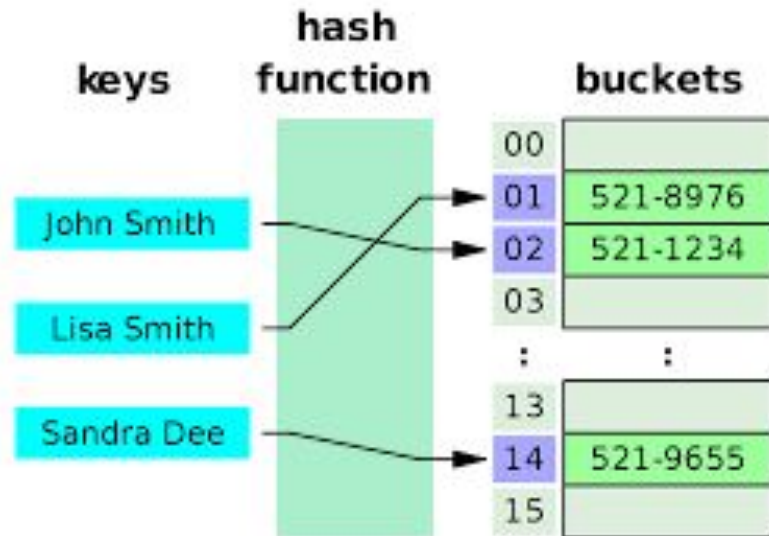 keys
hash
function
buckets
John Smith
Lisa Smith
Sandra Dee
00
01 521-8976
02 521-1234
03
: :
13
14 521-9655
15